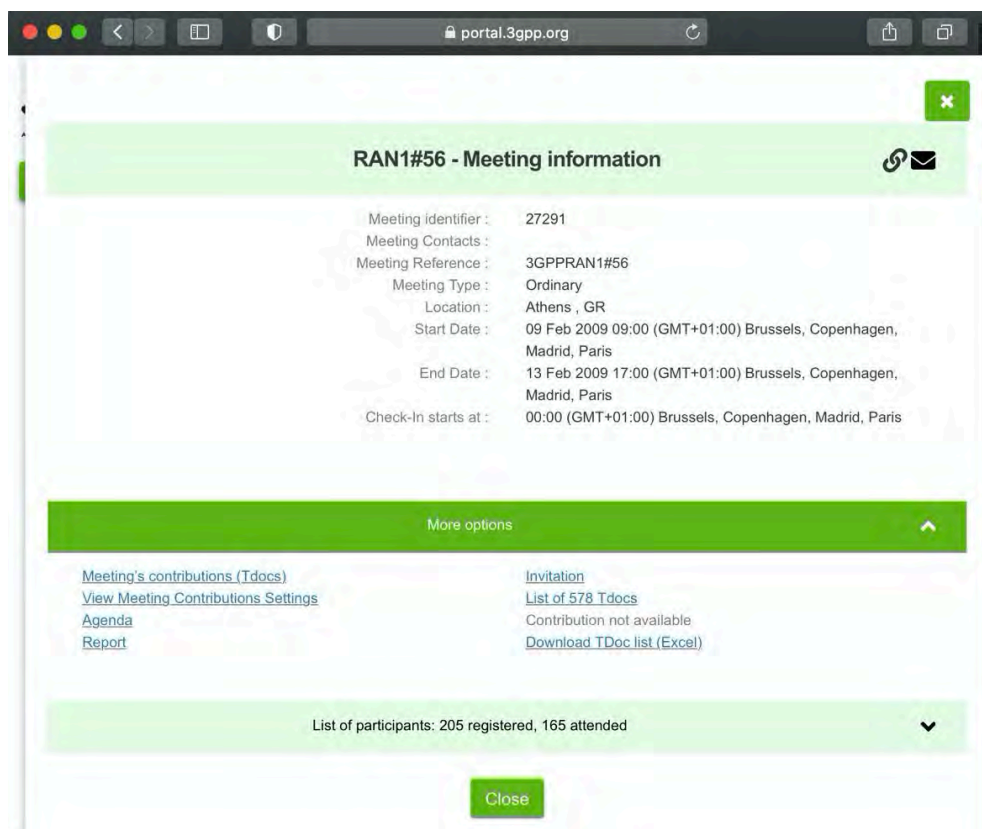 portal.3gpp.org
RAN1#56 - Meeting information
Meeting identifier : 27291
Meeting Contacts :
Meeting Reference : 3GPPRAN1#56
Meeting Type : Ordinary
Location : Athens , GR
Start Date : 09 Feb 2009 09:00 (GMT+01:00) Brussels, Copenhagen,
Madrid, Paris
End Date : 13 Feb 2009 17:00 (GMT+01:00) Brussels, Copenhagen,
Madrid, Paris
Check-In starts at : 00:00 (GMT+01:00) Brussels, Copenhagen, Madrid, Paris
More options
Meeting's contributions (Tdocs) Invitation
View Meeting Contributions Settings List of 578 Tdocs
Agenda Contribution not available
Report Download TDoc list (Excel)
List of participants: 205 registered, 165 attended
Close